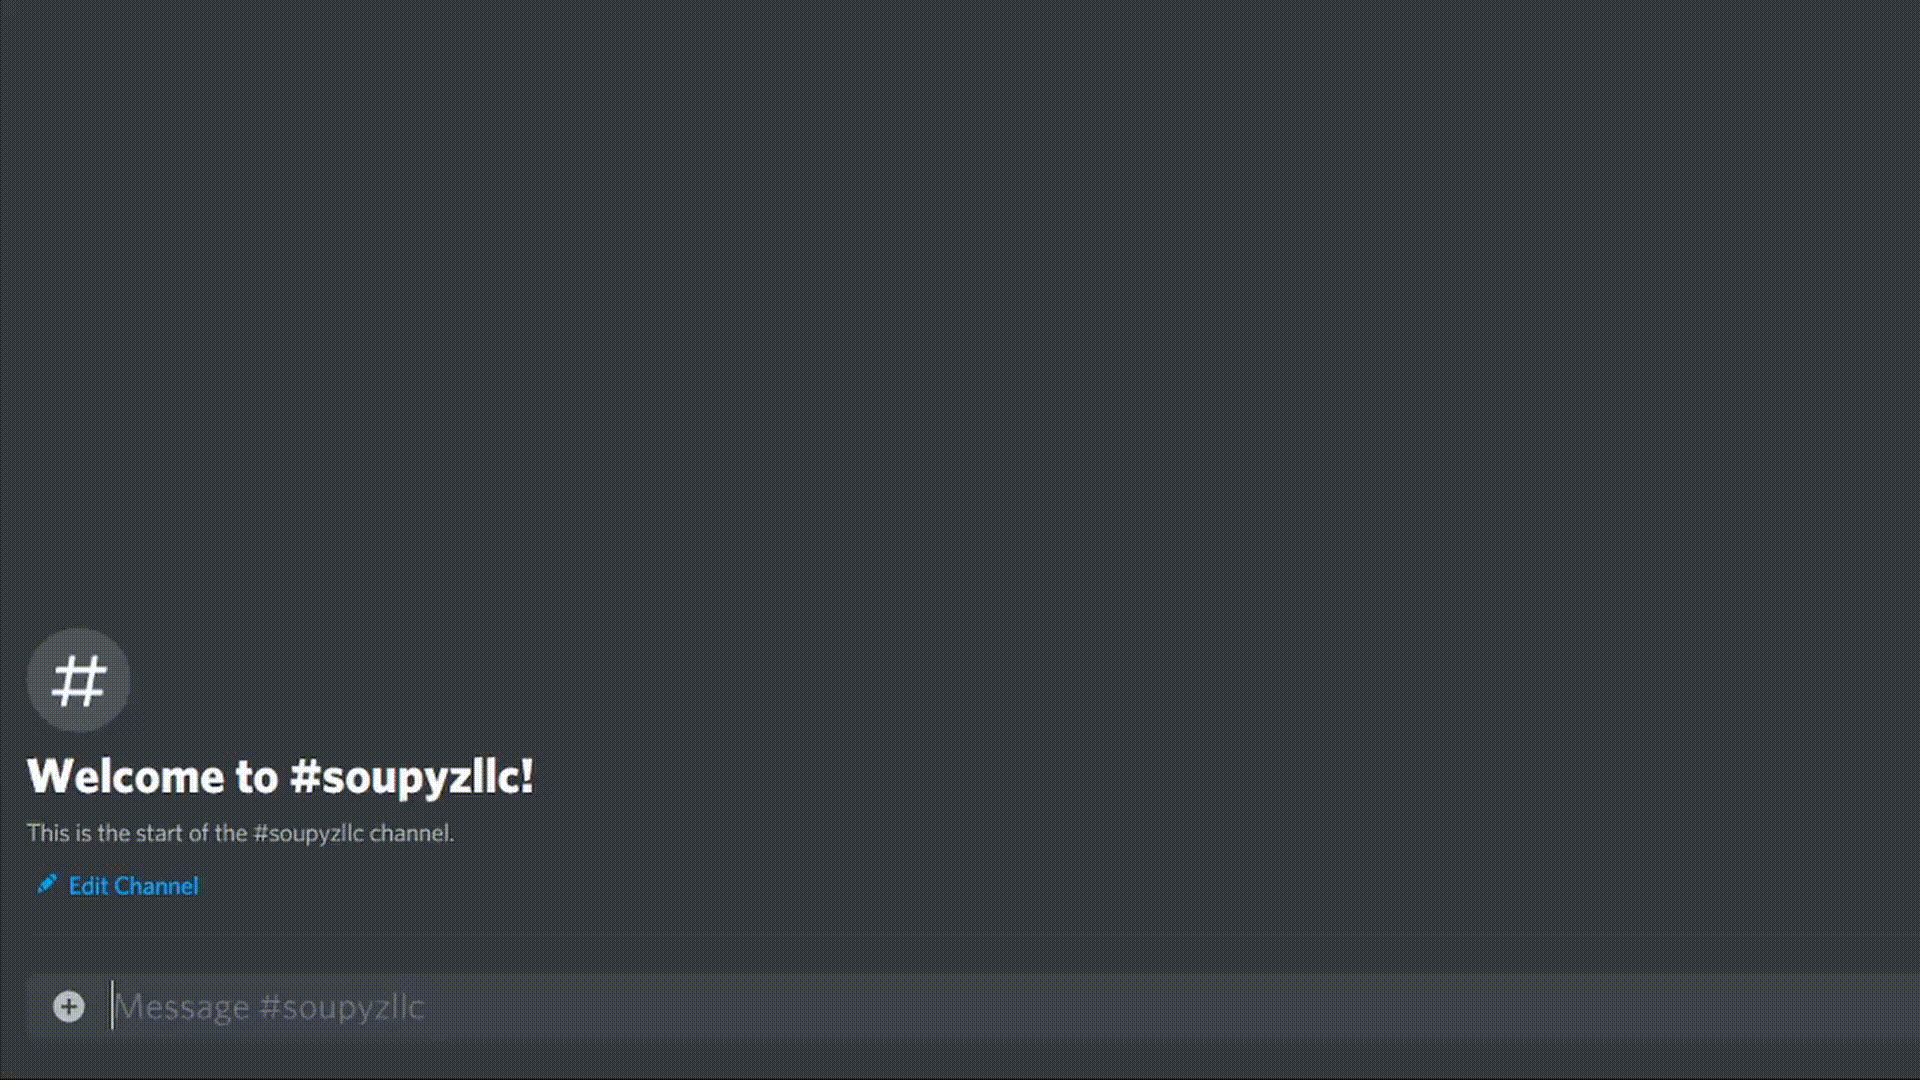 #
Welcome to #soupyzllc!
This is the start of the #soupyzllc channel.
Edit Channel
Message #soupyzllc